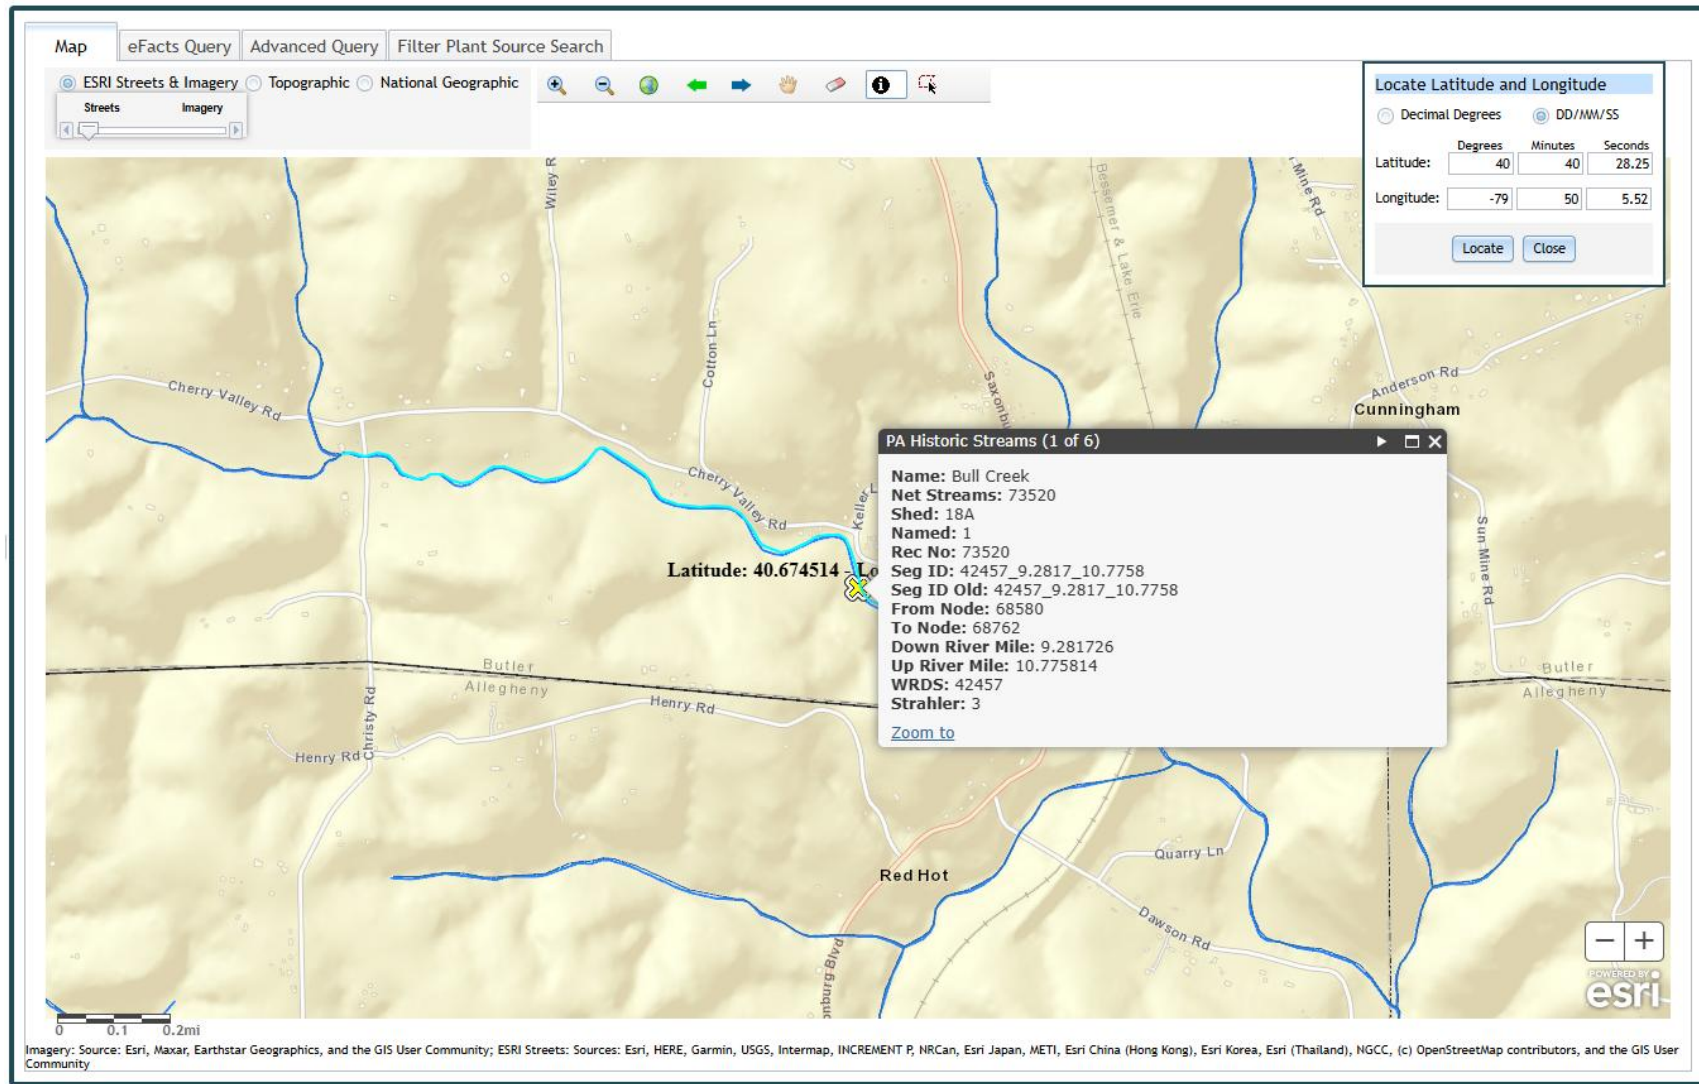 Map eFacts Query Advanced Query Filter Plant Source Search
ESRI Streets & Imagery Topographic National Geographic
Streets Imagery
Locate Latitude and Longitude
Decimal Degrees DD/MM/SS
Degrees Minutes Seconds
Latitude: 40 40 28.25
Longitude: -79 50 5.52
Locate Close
Wiley R
Bessemer & Lake Erie
n Mine Rd
Cotton Ln
Saxonbu
Anderson Rd
Cunningham
Cherry Valley Rd
Cherry Valley Rd
Keller L
Sun Mine Rd
Latitude: 40.674514 - Lo
PA Historic Streams (1 of 6)
Name: Bull Creek
Net Streams: 73520
Shed: 18A
Named: 1
Rec No: 73520
Seg ID: 42457_9.2817_10.7758
Seg ID Old: 42457_9.2817_10.7758
From Node: 68580
To Node: 68762
Down River Mile: 9.281726
Up River Mile: 10.775814
WRDS: 42457
Strahler: 3
Zoom to
Butler
Allegheny
Butler
Allegheny
Henry Rd
Christy Rd
Henry Rd
Quarry Ln
Red Hot
Dawson Rd
onburg Blvd
POWERED BY
esri
0 0.1 0.2mi
Imagery: Source: Esri, Maxar, Earthstar Geographics, and the GIS User Community; ESRI Streets: Sources: Esri, HERE, Garmin, USGS, Intermap, INCREMENT P, NRCan, Esri Japan, METI, Esri China (Hong Kong), Esri Korea, Esri (Thailand), NGCC, (c) OpenStreetMap contributors, and the GIS User
Community